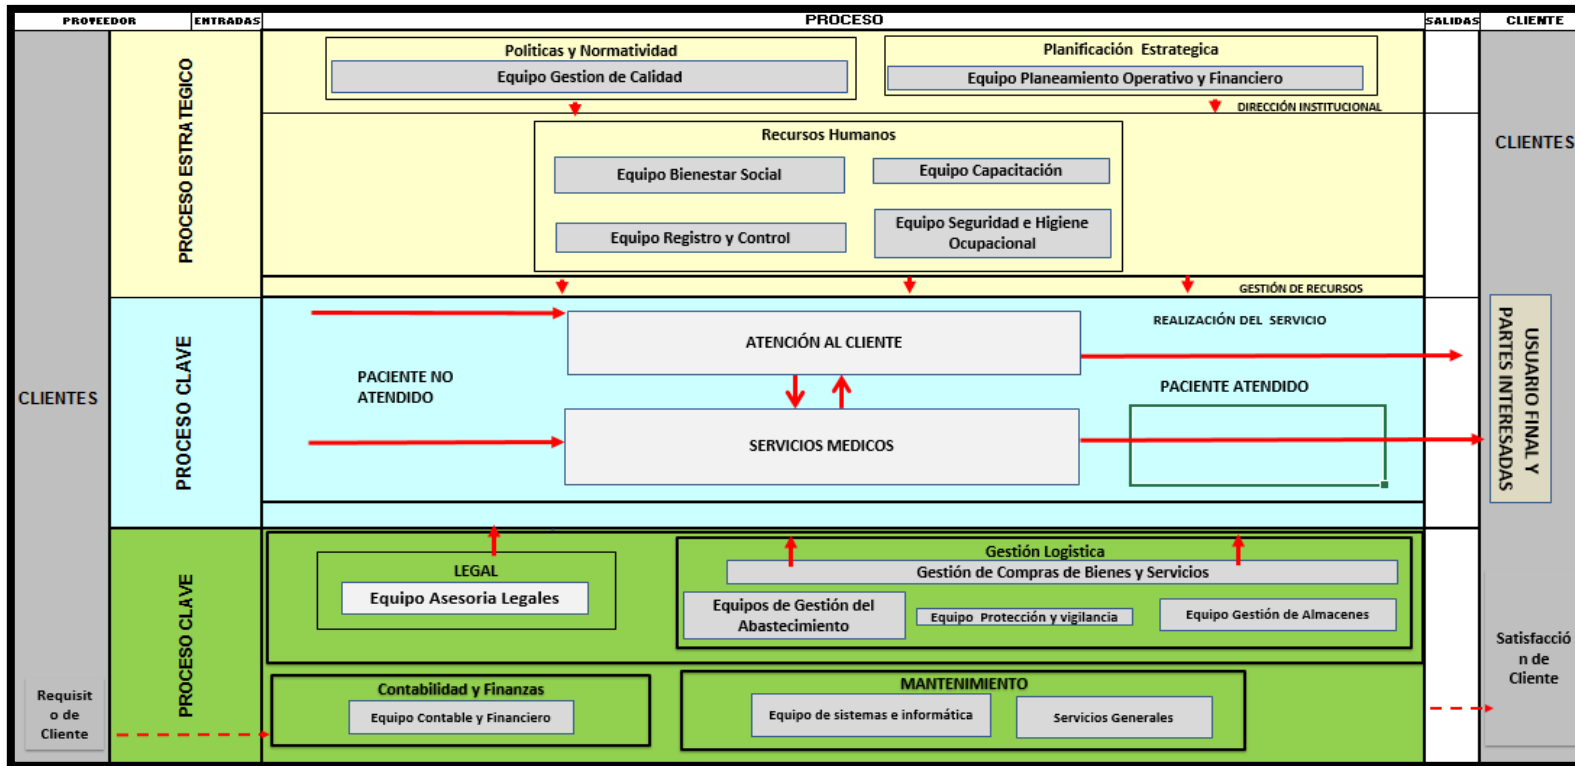 PROVEEDOR
ENTRADAS
PROCESO
SALIDAS
CLIENTE
CLIENTES
Requisit
o de
Cliente
PROCESO ESTRATEGICO
Politicas y Normatividad
Equipo Gestion de Calidad
Planificación Estrategica
Equipo Planeamiento Operativo y Financiero
DIRECCIÓN INSTITUCIONAL
Recursos Humanos
Equipo Bienestar Social
Equipo Capacitación
Equipo Registro y Control
Equipo Seguridad e Higiene
Ocupacional
GESTIÓN DE RECURSOS
PROCESO CLAVE
PACIENTE NO
ATENDIDO
ATENCIÓN AL CLIENTE
SERVICIOS MEDICOS
REALIZACIÓN DEL SERVICIO
PACIENTE ATENDIDO
PROCESO CLAVE
LEGAL
Equipo Asesoria Legales
Gestión Logistica
Gestión de Compras de Bienes y Servicios
Equipos de Gestión del
Abastecimiento
Equipo Protección y vigilancia
Equipo Gestión de Almacenes
Contabilidad y Finanzas
Equipo Contable y Financiero
MANTENIMIENTO
Equipo de sistemas e informática
Servicios Generales
CLIENTES
USUARIO FINAL Y
PARTES INTERESADAS
Satisfacció
n de
Cliente